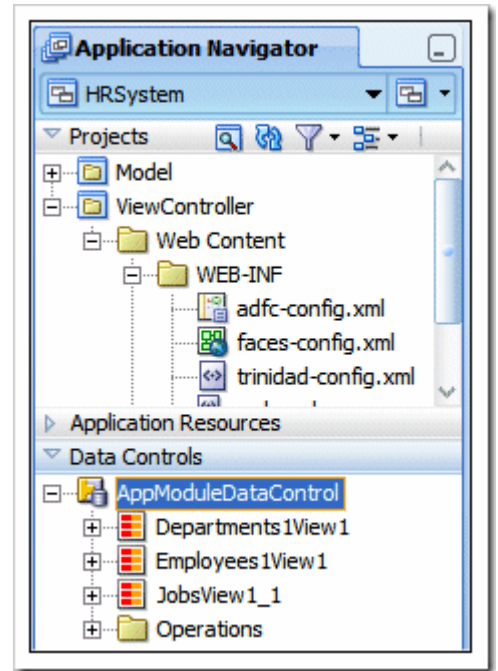 Application Navigator
HRSystem
Projects
Model
ViewController
Web Content
WEB-INF
adfc-config.xml
faces-config.xml
trinidad-config.xml
Application Resources
Data Controls
AppModuleDataControl
Departments1View1
Employees1View1
JobsView1_1
Operations